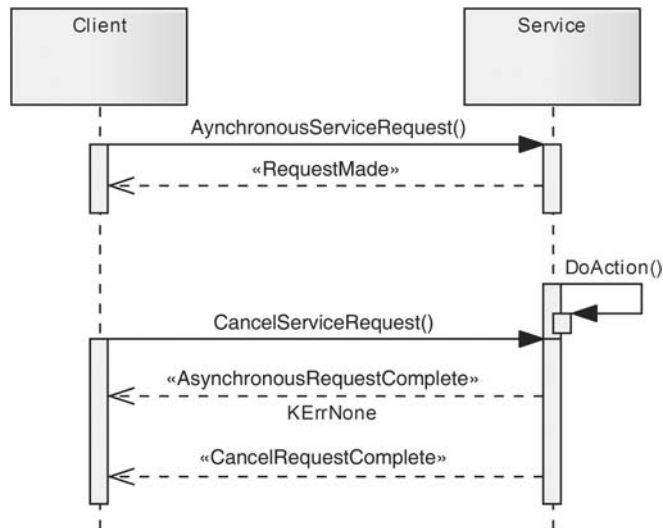 Client
Service
AynchronousServiceRequest()
«RequestMade»
DoAction()
CancelServiceRequest()
«AsynchronousRequestComplete»
KErrNone
«CancelRequestComplete»